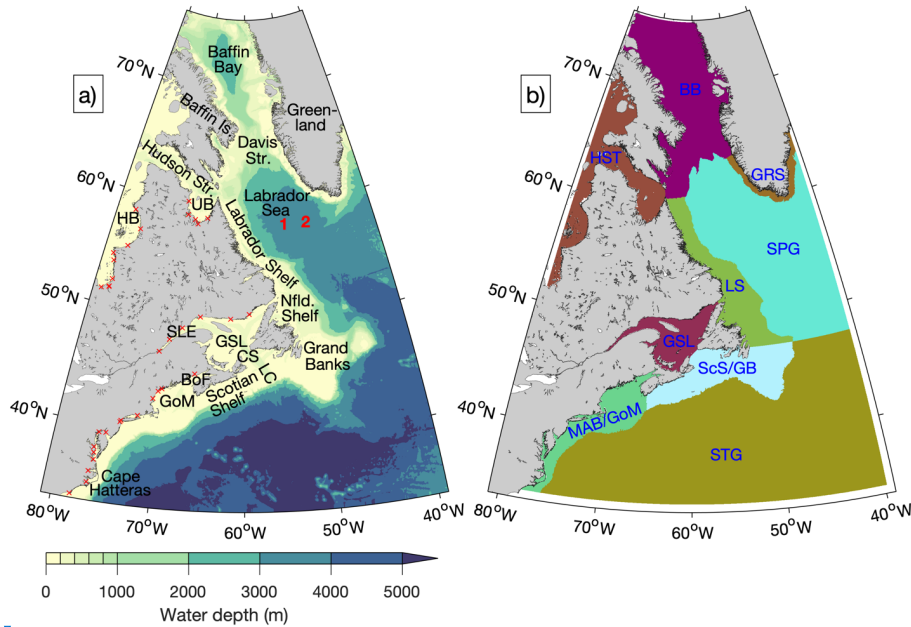 a)
70°N
60°N
50°N
40°N
80°W
70°W
60°W
50°W
40°W
Baffin
Bay
Green-
land
Baffin Is.
Davis
Str.
Hudson Str.
Labrador
Sea
1 2
UB
HB
Labrador Shelf
Nfld.
Shelf
SLE
GSL
CS
Grand
Banks
BoF
LC
GoM
Scotian
Shelf
Cape
Hatteras
0 1000 2000 3000 4000 5000
Water depth (m)
b)
70°N
60°N
50°N
40°N
80°W
70°W
60°W
50°W
40°W
BB
HST
GRS
SPG
LS
GSL
ScS/GB
MAB/GoM
STG